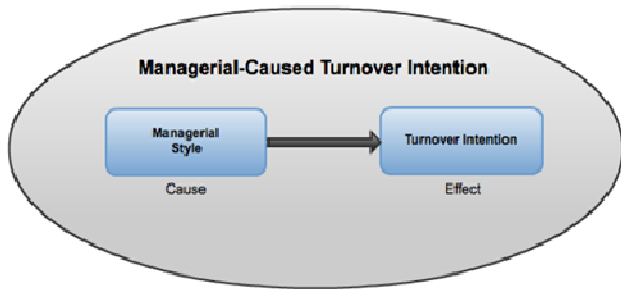 Managerial-Caused Turnover Intention
Managerial
Style
Turnover Intention
Cause
Effect